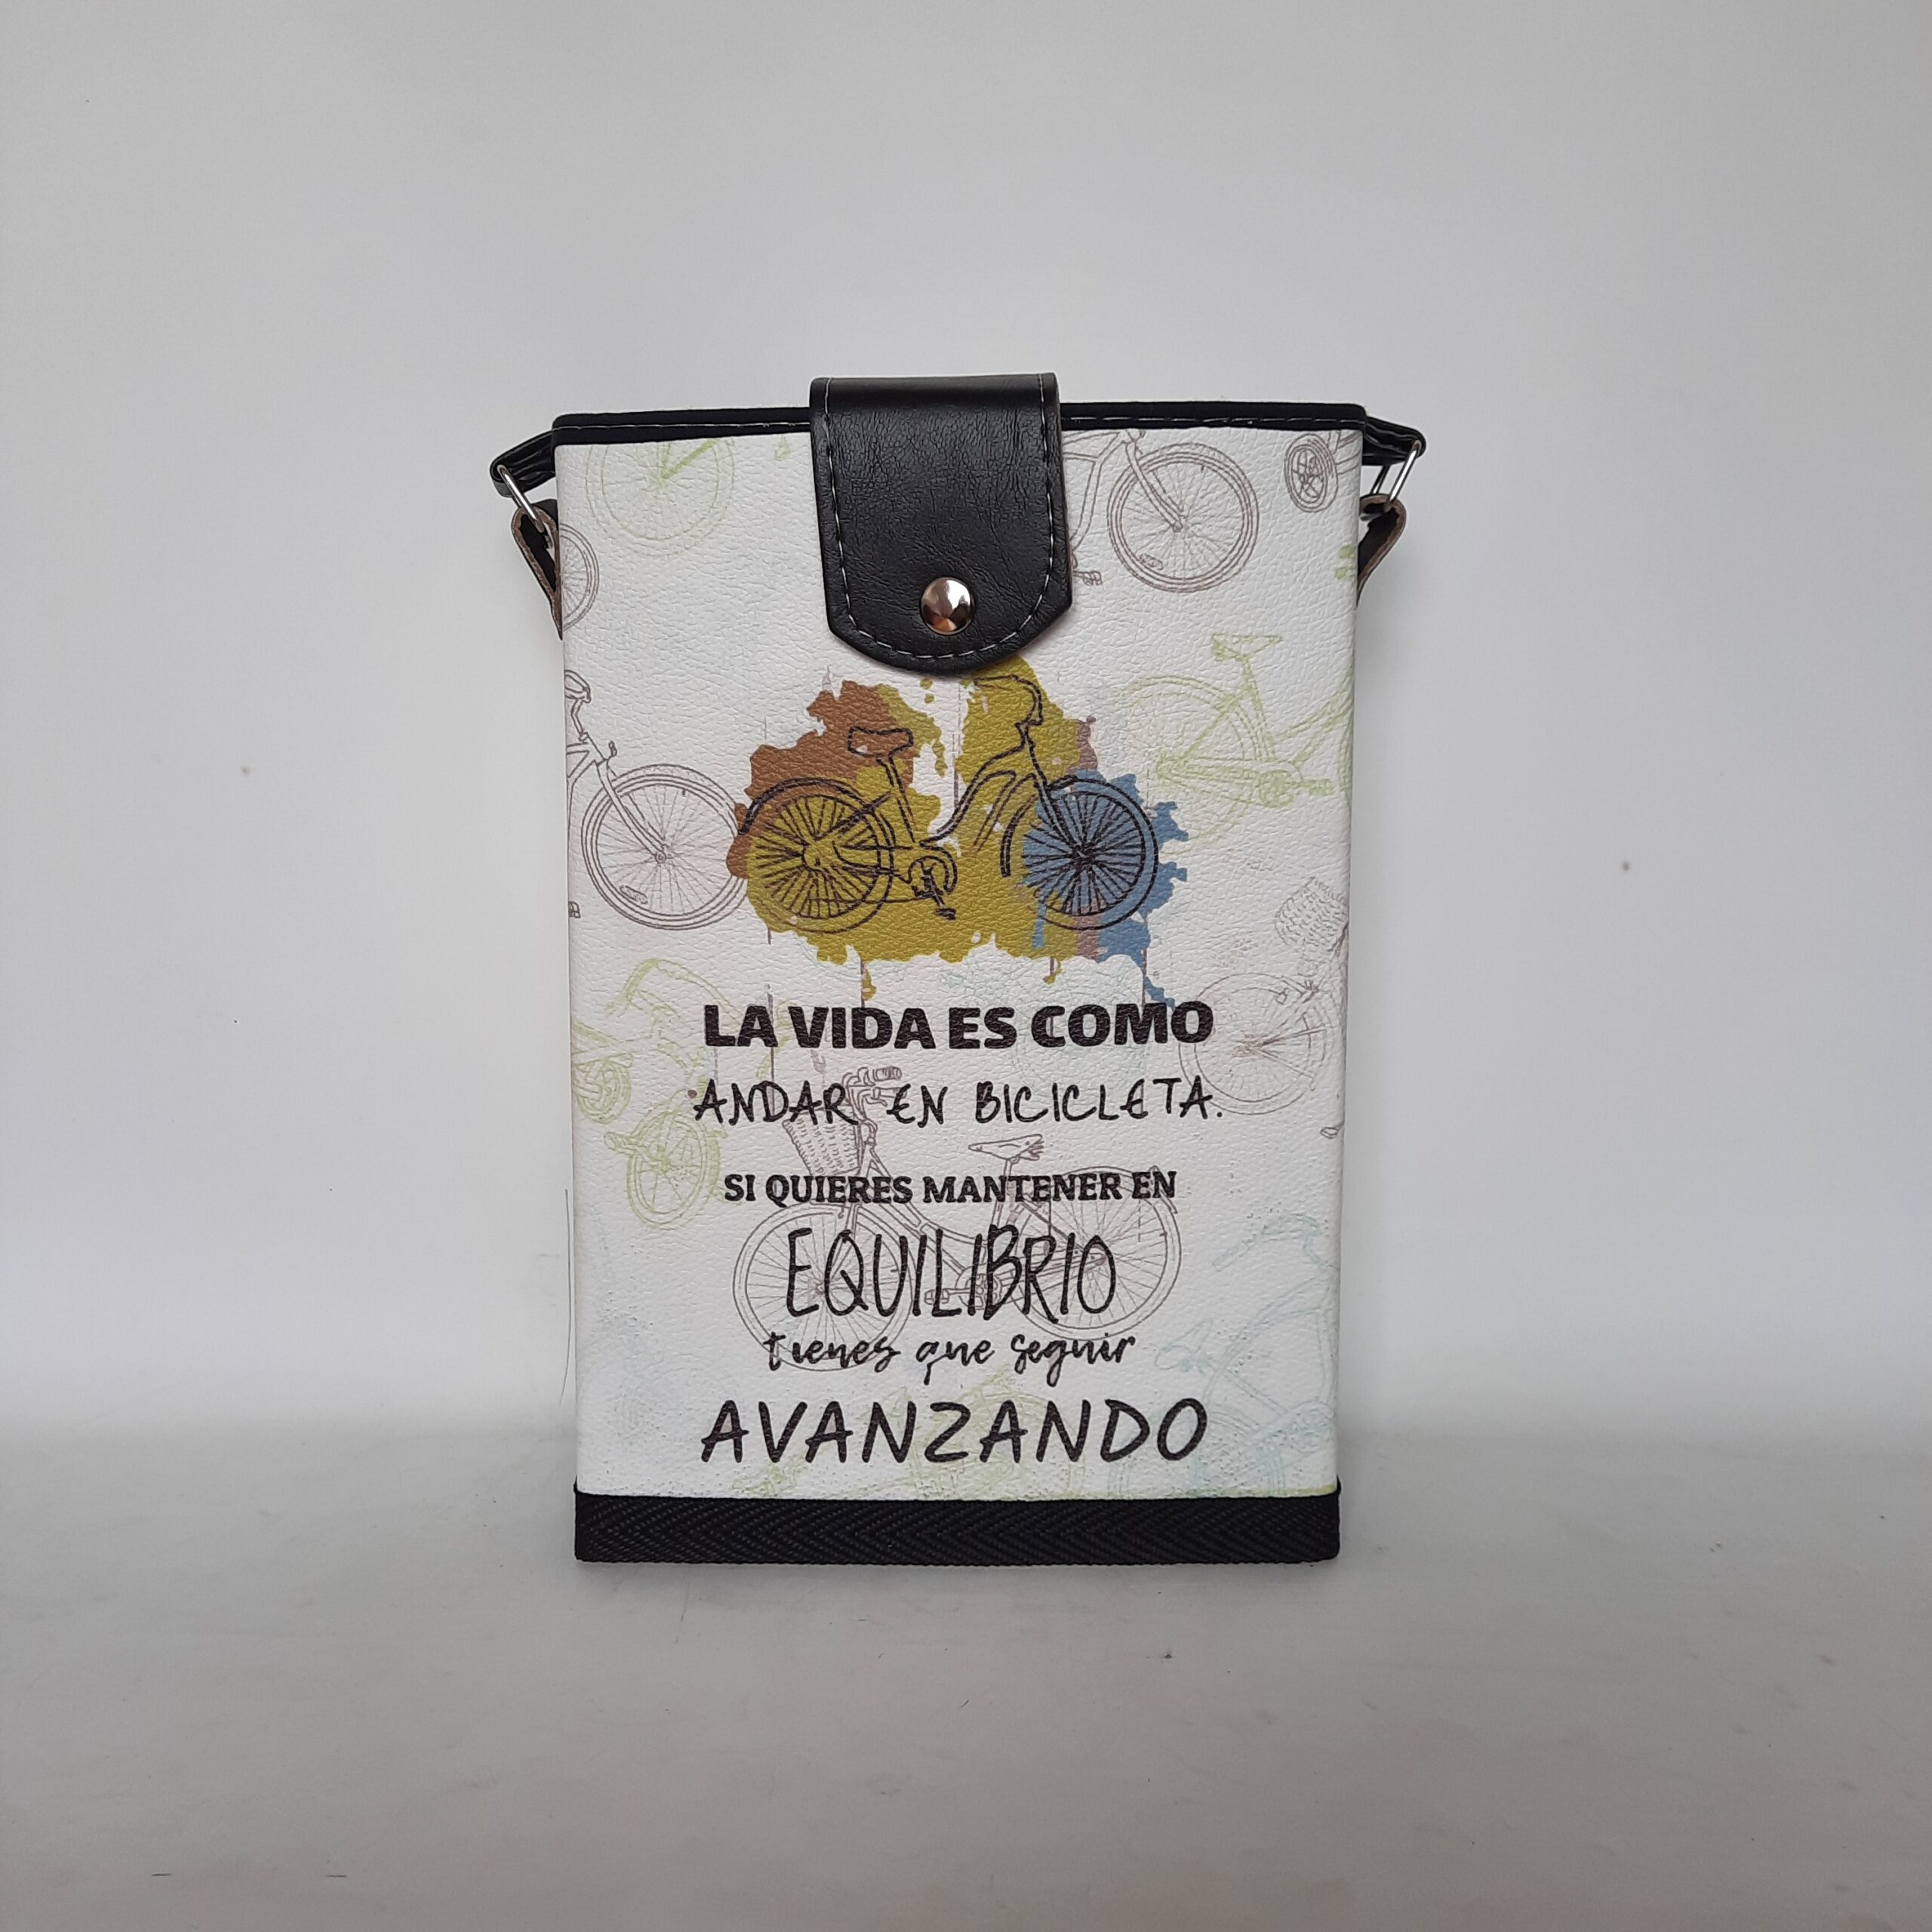 LA VIDA ES COMO
ANDAR EN BICICLETA.
SI QUIERES MANTENER EN
EQUILIBRIO
tienes que seguir
AVANZANDO